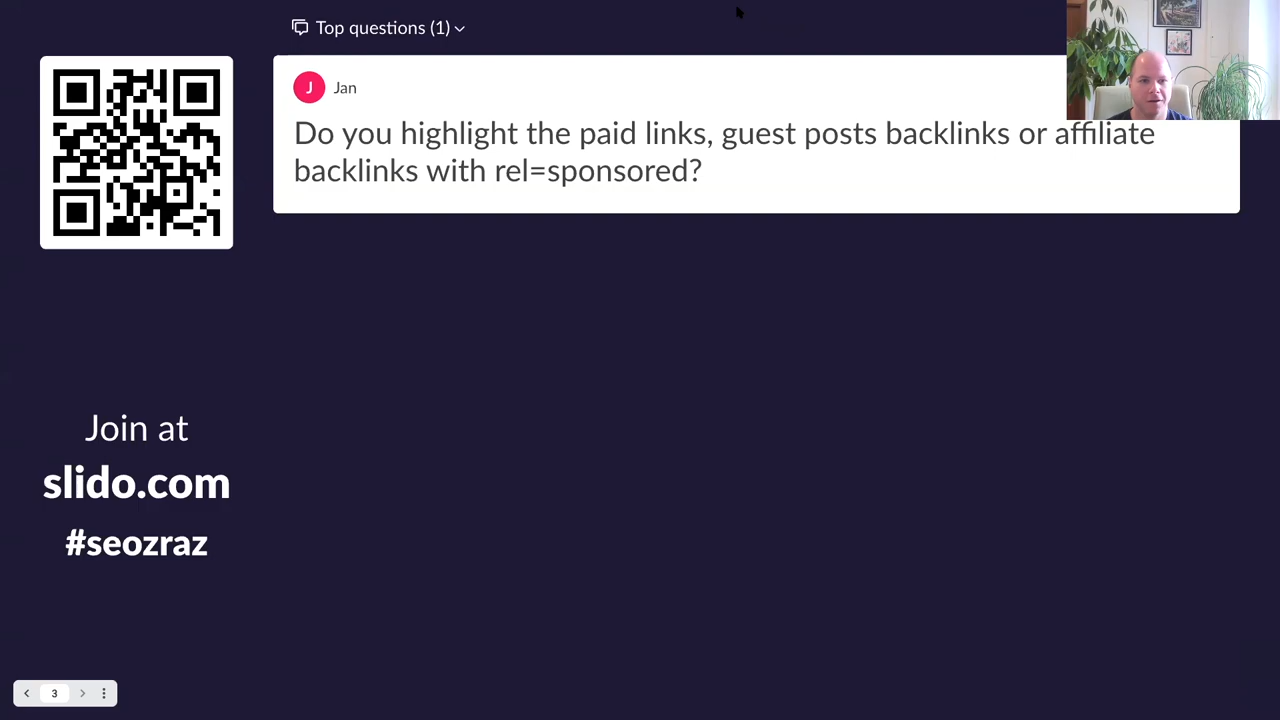 Top questions (1)
J
Jan
Do you highlight the paid links, guest posts backlinks or affiliate
backlinks with rel=sponsored?
Join at
slido.com
#seozraz
3